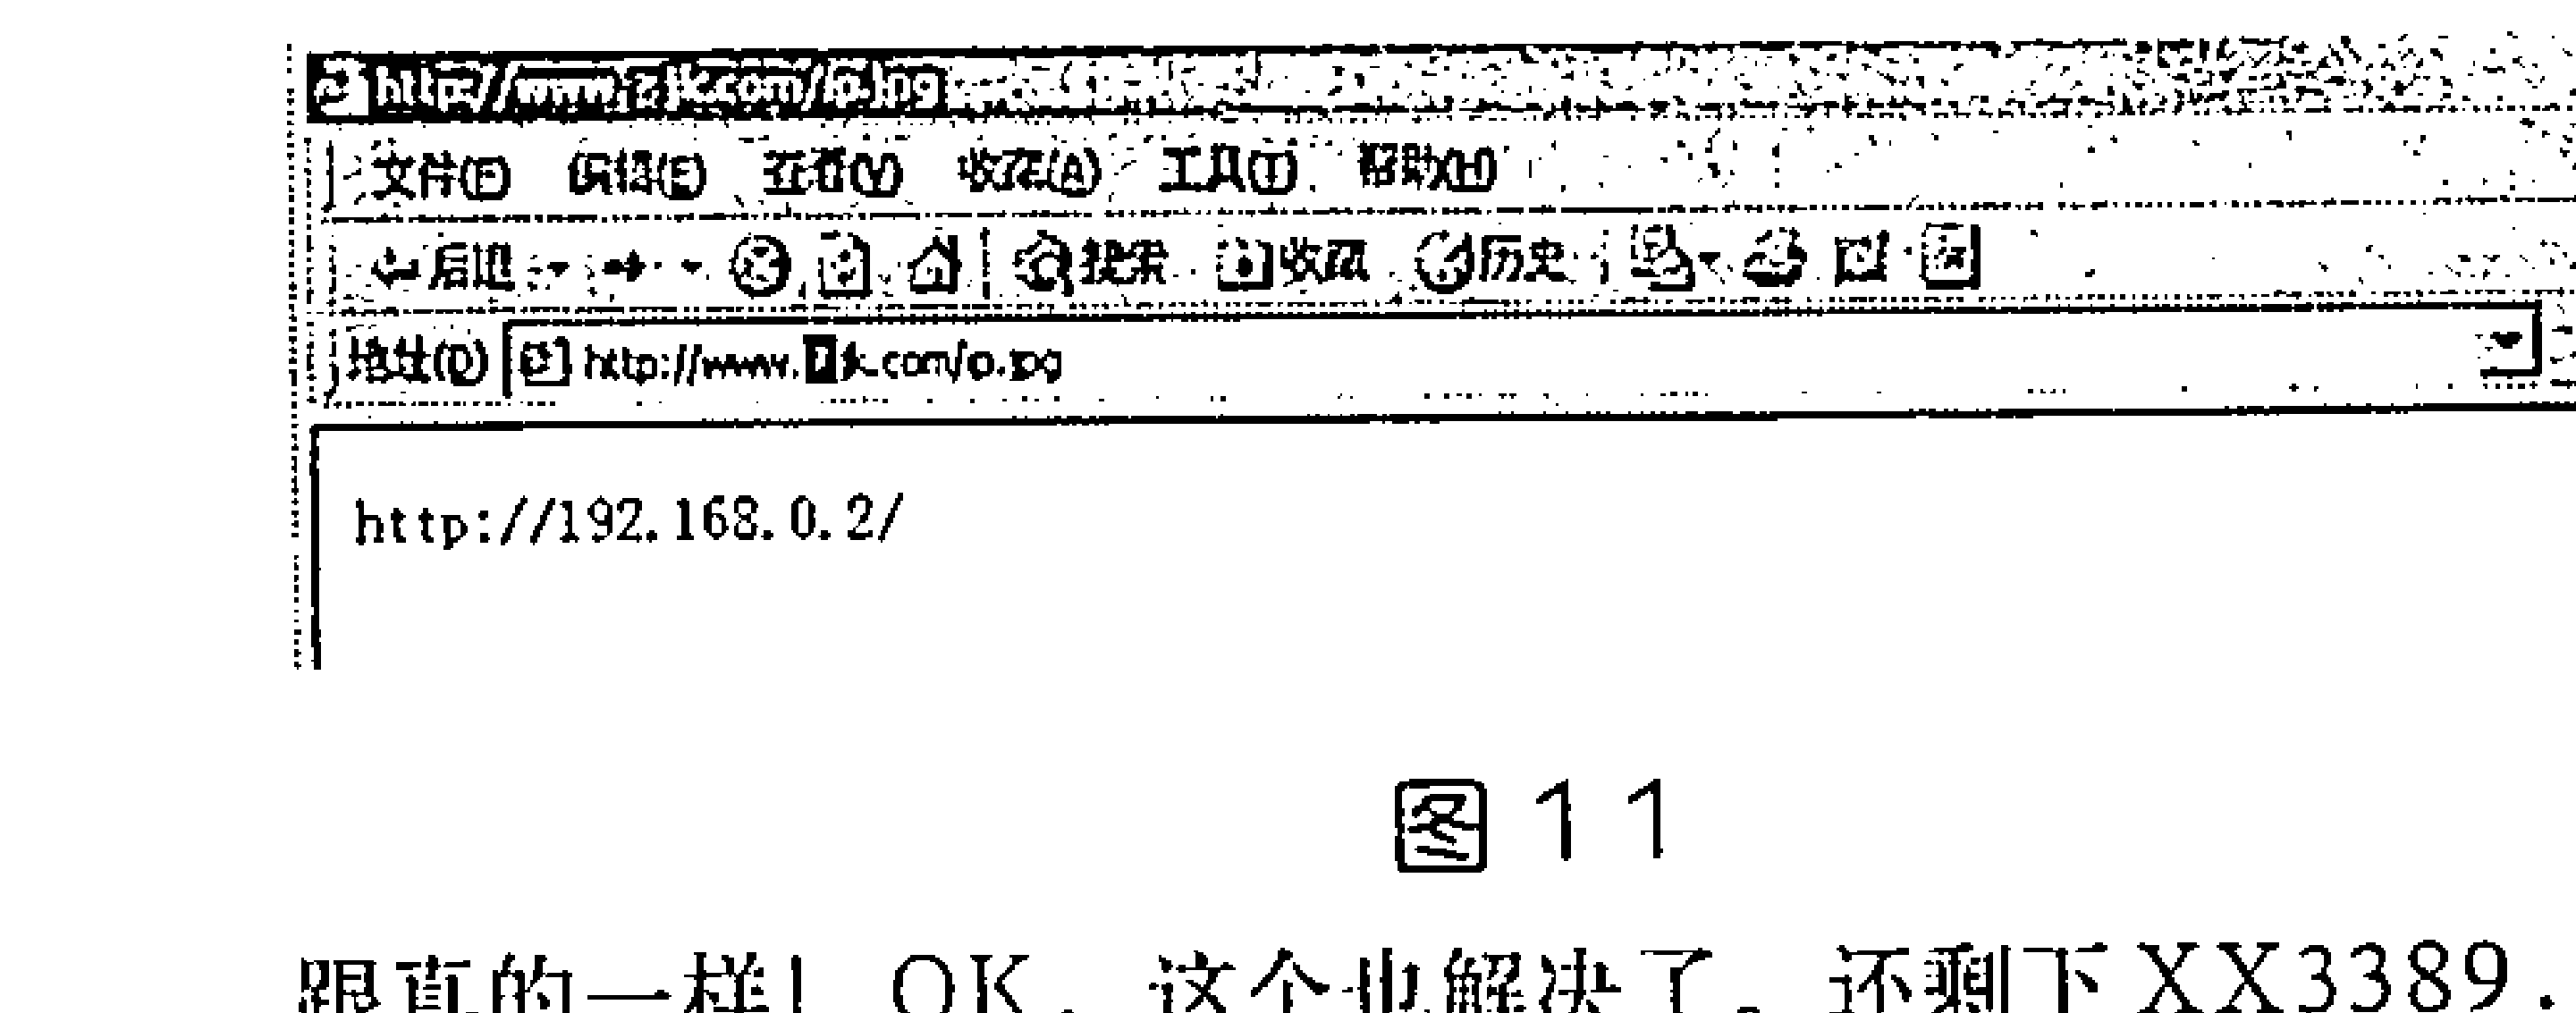 文件(F) 编辑(E) 查看(V) 收藏(A) 工具(T) 帮助(H)
后退 搜索 收藏 历史
地址(D) http://www.
http://192.168.0.2/
图 11
跟真的一样！OK，这个也解决了。还剩下XX3389.